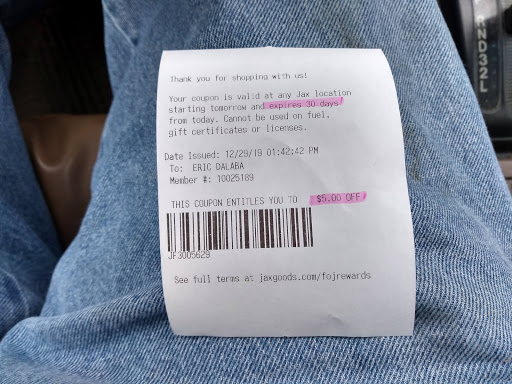 Thank you for shopping with us!
Your coupon is valid at any Jax location
starting tomorrow and expires 30 days
from today. Cannot be used on fuel,
gift certificates or licenses.
Date Issued: 12/29/19 01:42:42 PM
To: ERIC DALABA
Member #: 10025189
THIS COUPON ENTITLES YOU TO $5.00 OFF
JF3005629
See full terms at jaxgoods.com/fojrewards
R
N
D
3
2
L